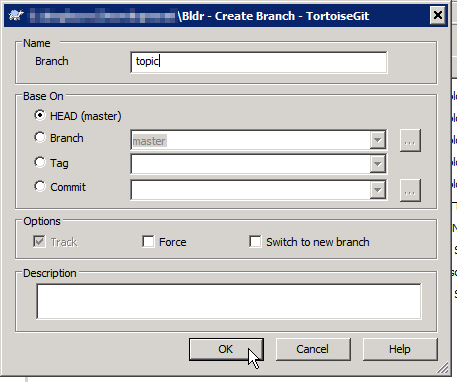 \Bldr - Create Branch - TortoiseGit
Name
Branch topic
Base On
HEAD (master)
Branch master ...
Tag
Commit ...
Options
Track Force Switch to new branch
Description
OK Cancel Help